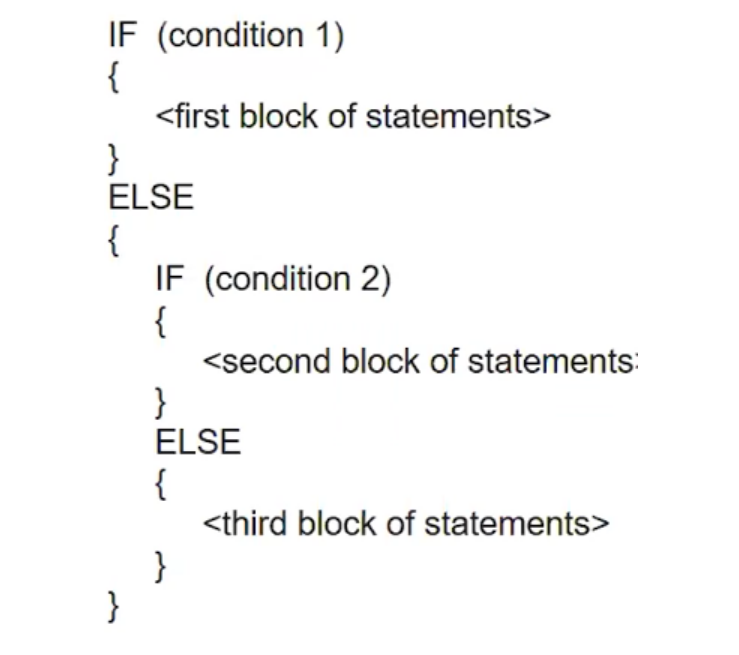 IF (condition 1)
{
<first block of statements>
}
ELSE
{
IF (condition 2)
{
<second block of statements
}
ELSE
{
<third block of statements>
}
}